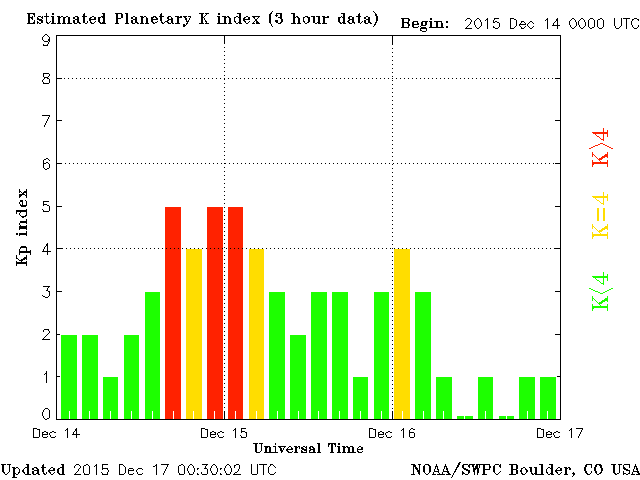 Estimated Planetary K index (3 hour data)
Begin: 2015 Dec 14 0000 UTC
9
8
7
6
5
4
3
2
1
0
Kp index
K>4
K=4
K<4
Dec 14
Dec 15
Dec 16
Dec 17
Universal Time
Updated 2015 Dec 17 00:30:02 UTC
NOAA/SWPC Boulder, CO USA